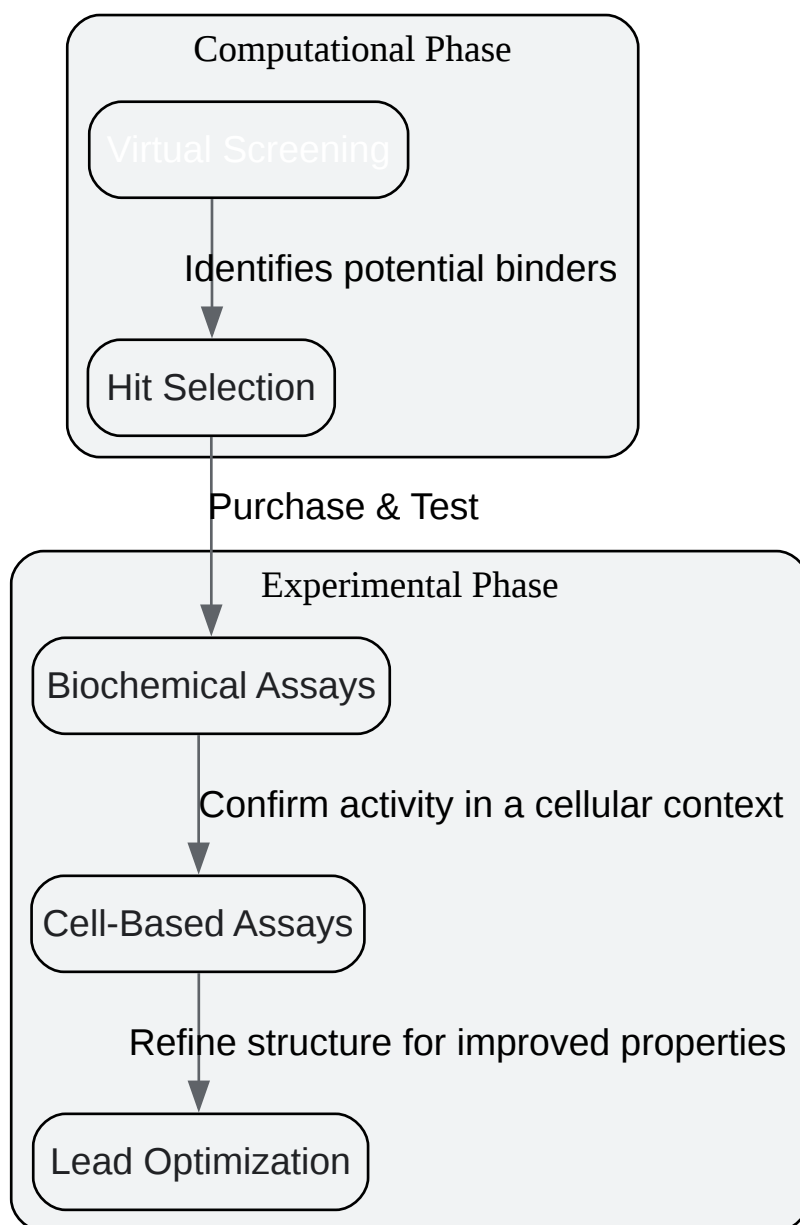 Computational Phase
Virtual Screening
Identifies potential binders
Hit Selection
Purchase & Test
Experimental Phase
Biochemical Assays
Confirm activity in a cellular context
Cell-Based Assays
Refine structure for improved properties
Lead Optimization